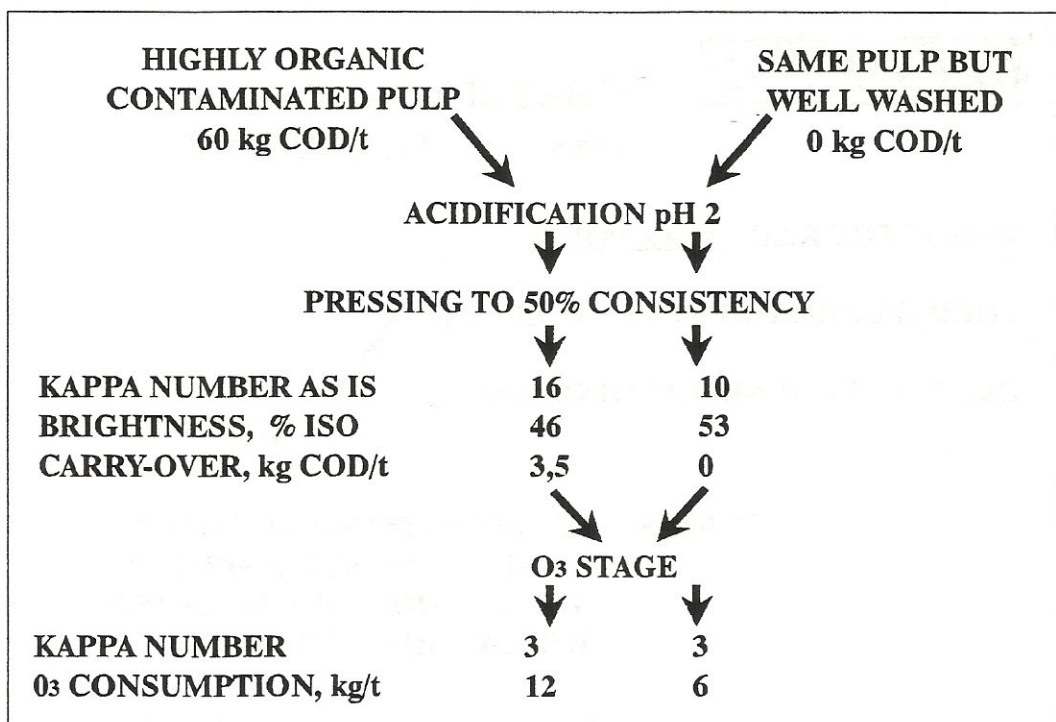 HIGHLY ORGANIC
CONTAMINATED PULP
60 kg COD/t
SAME PULP BUT
WELL WASHED
0 kg COD/t
ACIDIFICATION pH 2
PRESSING TO 50% CONSISTENCY
KAPPA NUMBER AS IS 16 10
BRIGHTNESS, % ISO 46 53
CARRY-OVER, kg COD/t 3,5 0
O3 STAGE
KAPPA NUMBER 3 3
03 CONSUMPTION, kg/t 12 6